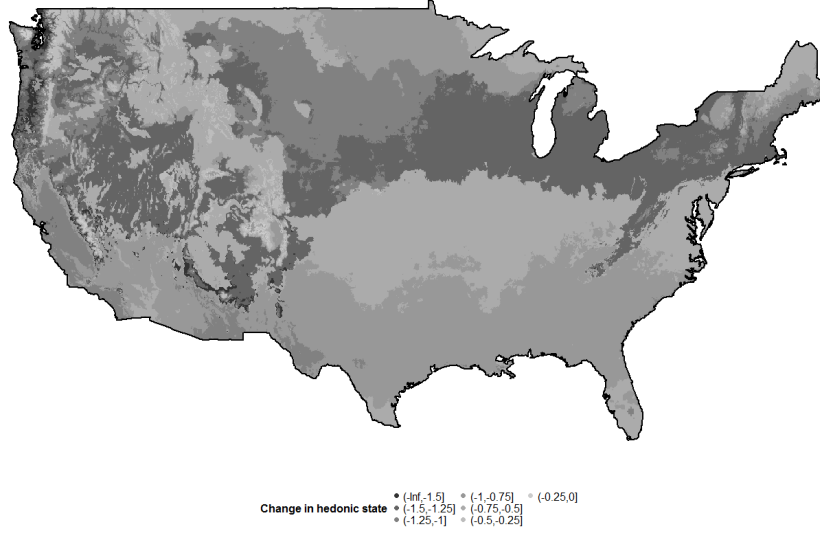 (-Inf,-1.5] (-1,-0.75] (-0.25,0]
Change in hedonic state (-1.5,-1.25] (-0.75,-0.5]
(-1.25,-1] (-0.5,-0.25]